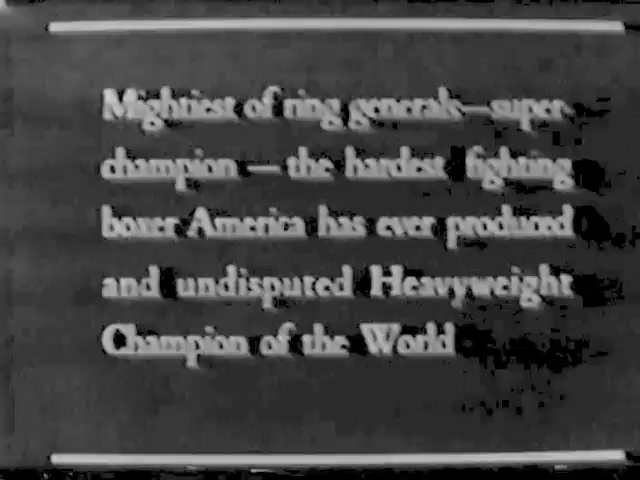 Mightiest of ring generals—super-
champion — the hardest fighting
boxer America has ever produced
and undisputed Heavyweight
Champion of the World